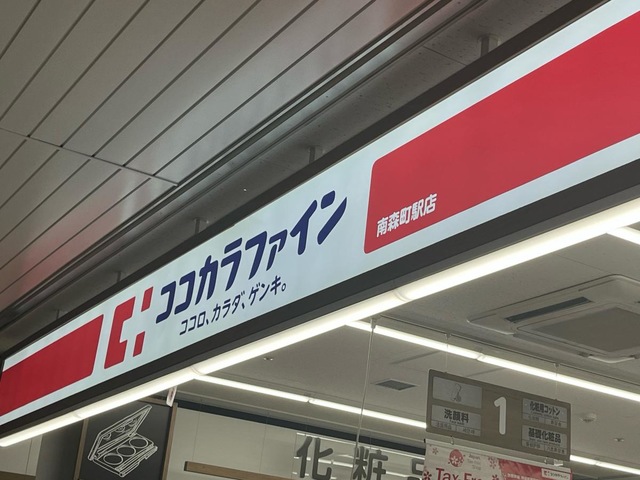 ココカラファイン
ココロ、カラダ、ゲンキ。
南森町駅店
洗顔料
1
化粧用コットン
基礎化粧品
化粧品
Tax Free